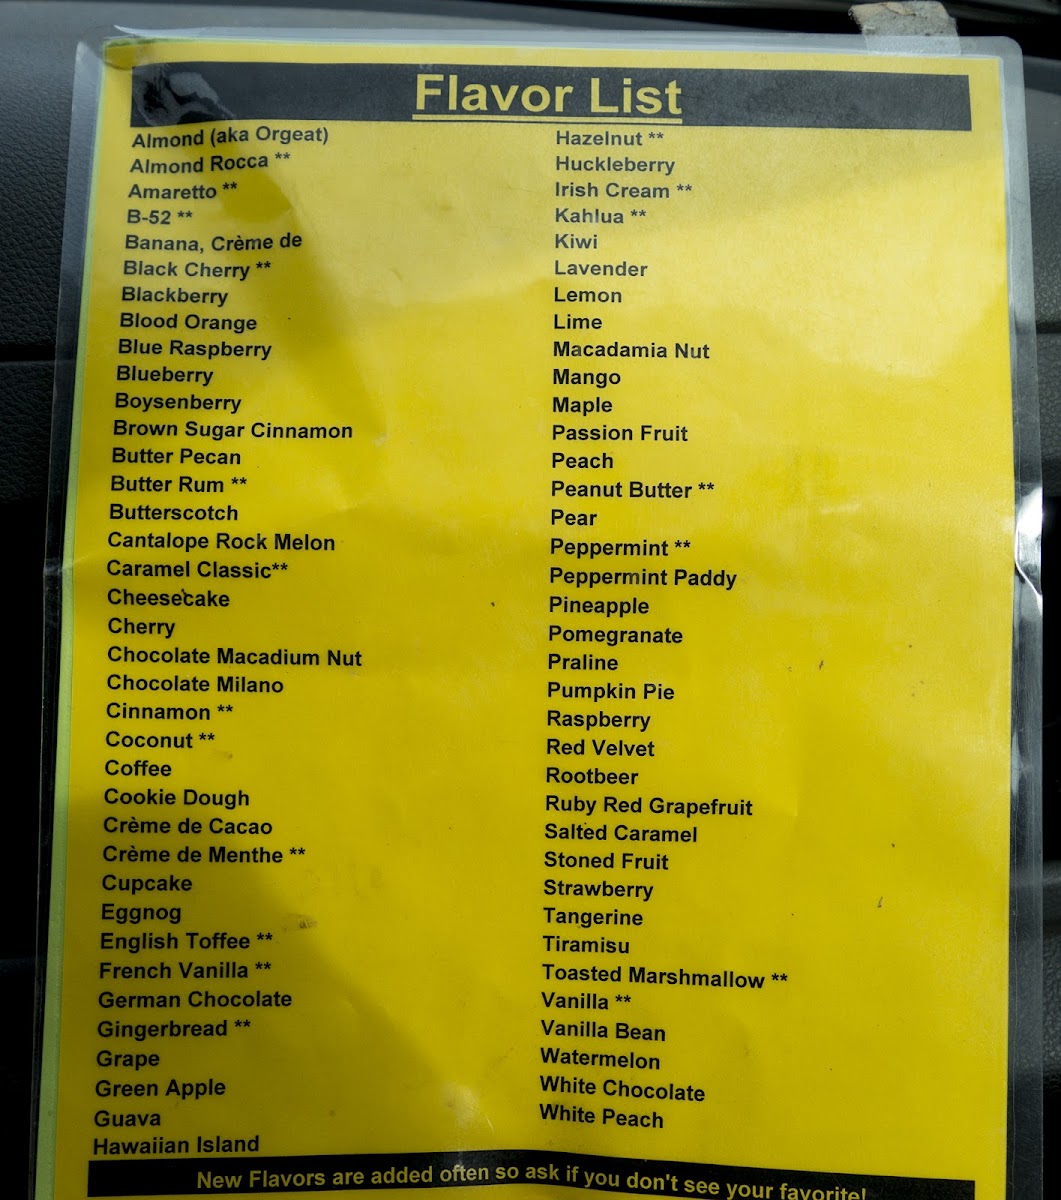 Flavor List
Almond (aka Orgeat)
Almond Rocca **
Amaretto **
B-52 **
Banana, Crème de
Black Cherry **
Blackberry
Blood Orange
Blue Raspberry
Blueberry
Boysenberry
Brown Sugar Cinnamon
Butter Pecan
Butter Rum **
Butterscotch
Cantalope Rock Melon
Caramel Classic**
Cheesecake
Cherry
Chocolate Macadium Nut
Chocolate Milano
Cinnamon **
Coconut **
Coffee
Cookie Dough
Crème de Cacao
Crème de Menthe **
Cupcake
Eggnog
English Toffee **
French Vanilla **
German Chocolate
Gingerbread **
Grape
Green Apple
Guava
Hawaiian Island
Hazelnut **
Huckleberry
Irish Cream **
Kahlua **
Kiwi
Lavender
Lemon
Lime
Macadamia Nut
Mango
Maple
Passion Fruit
Peach
Peanut Butter **
Pear
Peppermint **
Peppermint Paddy
Pineapple
Pomegranate
Praline
Pumpkin Pie
Raspberry
Red Velvet
Rootbeer
Ruby Red Grapefruit
Salted Caramel
Stoned Fruit
Strawberry
Tangerine
Tiramisu
Toasted Marshmallow **
Vanilla **
Vanilla Bean
Watermelon
White Chocolate
White Peach
New Flavors are added often so ask if you don't see your favorite!